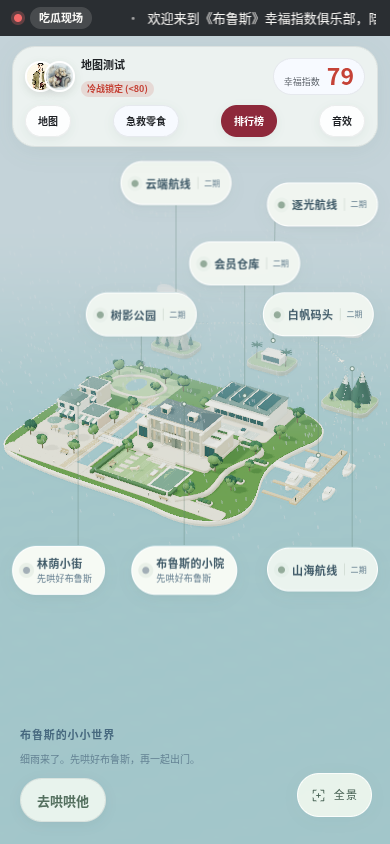 吃瓜现场
• 欢迎来到《布鲁斯》幸福指数俱乐部，
地图测试
冷战锁定 (<80)
幸福指数 79
地图
急救零食
排行榜
音效
云端航线 二期
逐光航线 二期
会员仓库 二期
树影公园 二期
白帆码头 二期
林荫小街
先哄好布鲁斯
布鲁斯的小院
先哄好布鲁斯
山海航线 二期
布鲁斯的小小世界
细雨来了。先哄好布鲁斯，再一起出门。
去哄哄他
全景